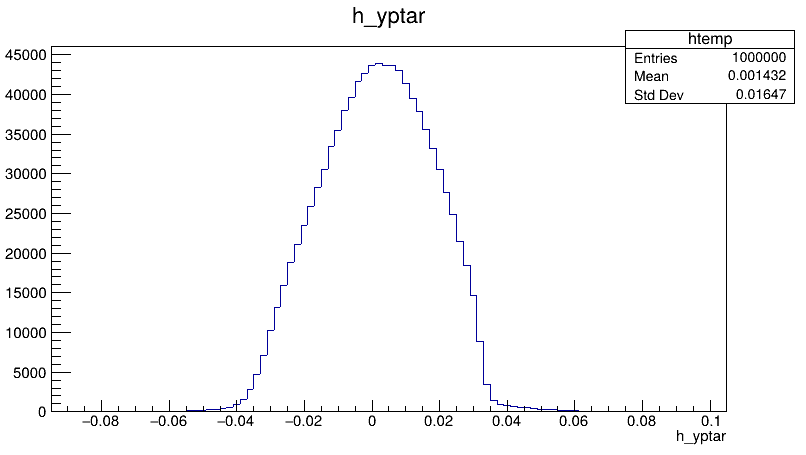 h_yptar
htemp
Entries 1000000
Mean 0.001432
Std Dev 0.01647
45000
40000
35000
30000
25000
20000
15000
10000
5000
0
−0.08 −0.06 −0.04 −0.02 0 0.02 0.04 0.06 0.08 0.1
h_yptar